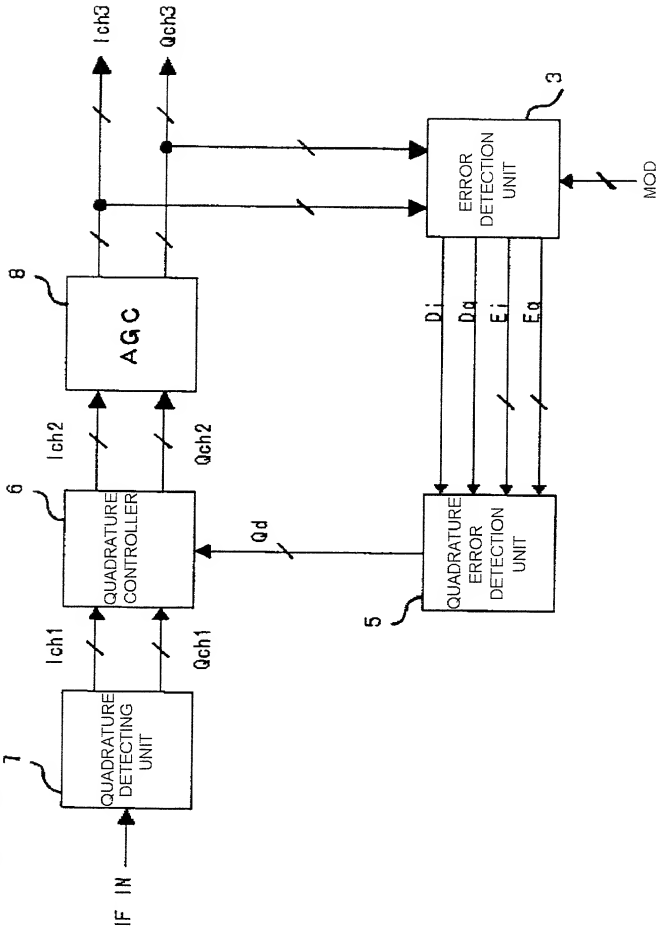 IF IN
7
QUADRATURE
DETECTING
UNIT
Ich1
Qch1
6
QUADRATURE
CONTROLLER
Ich2
Qch2
8
AGC
Ich3
Qch3
Qd
5
QUADRATURE
ERROR
DETECTION
UNIT
Di
Dq
Ei
Eq
3
ERROR
DETECTION
UNIT
MOD